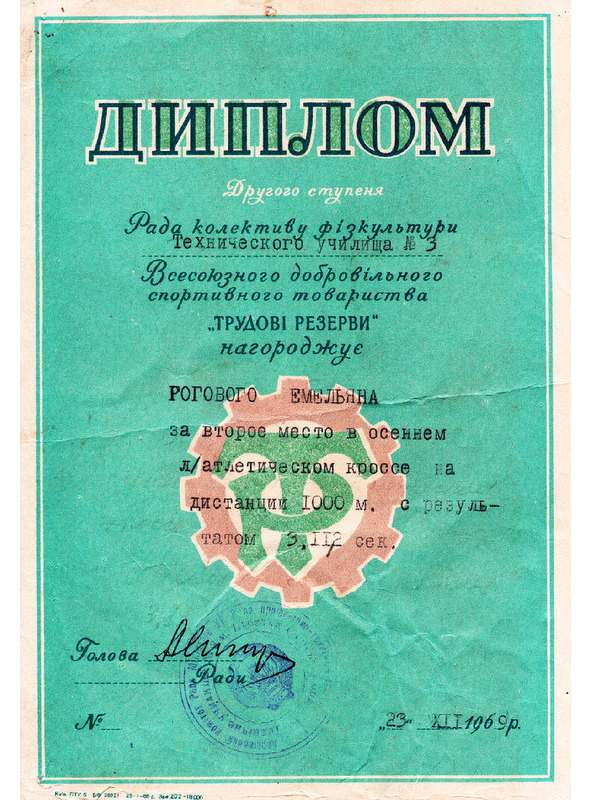 ДИПЛОМ
Другого ступеня
Рада колективу фізкультури
Технического училища № 3
Всесоюзного добровільного
спортивного товариства
„ТРУДОВІ РЕЗЕРВИ“
нагороджує
РОГОВОГО ЕМЕЛЬЯНА
за второе место в осеннем
л/атлетическом кроссе на
дистанции 1000 м. с резуль-
татом 3,112 сек.
Голова
Ради
№
„23“ XII 1969р.